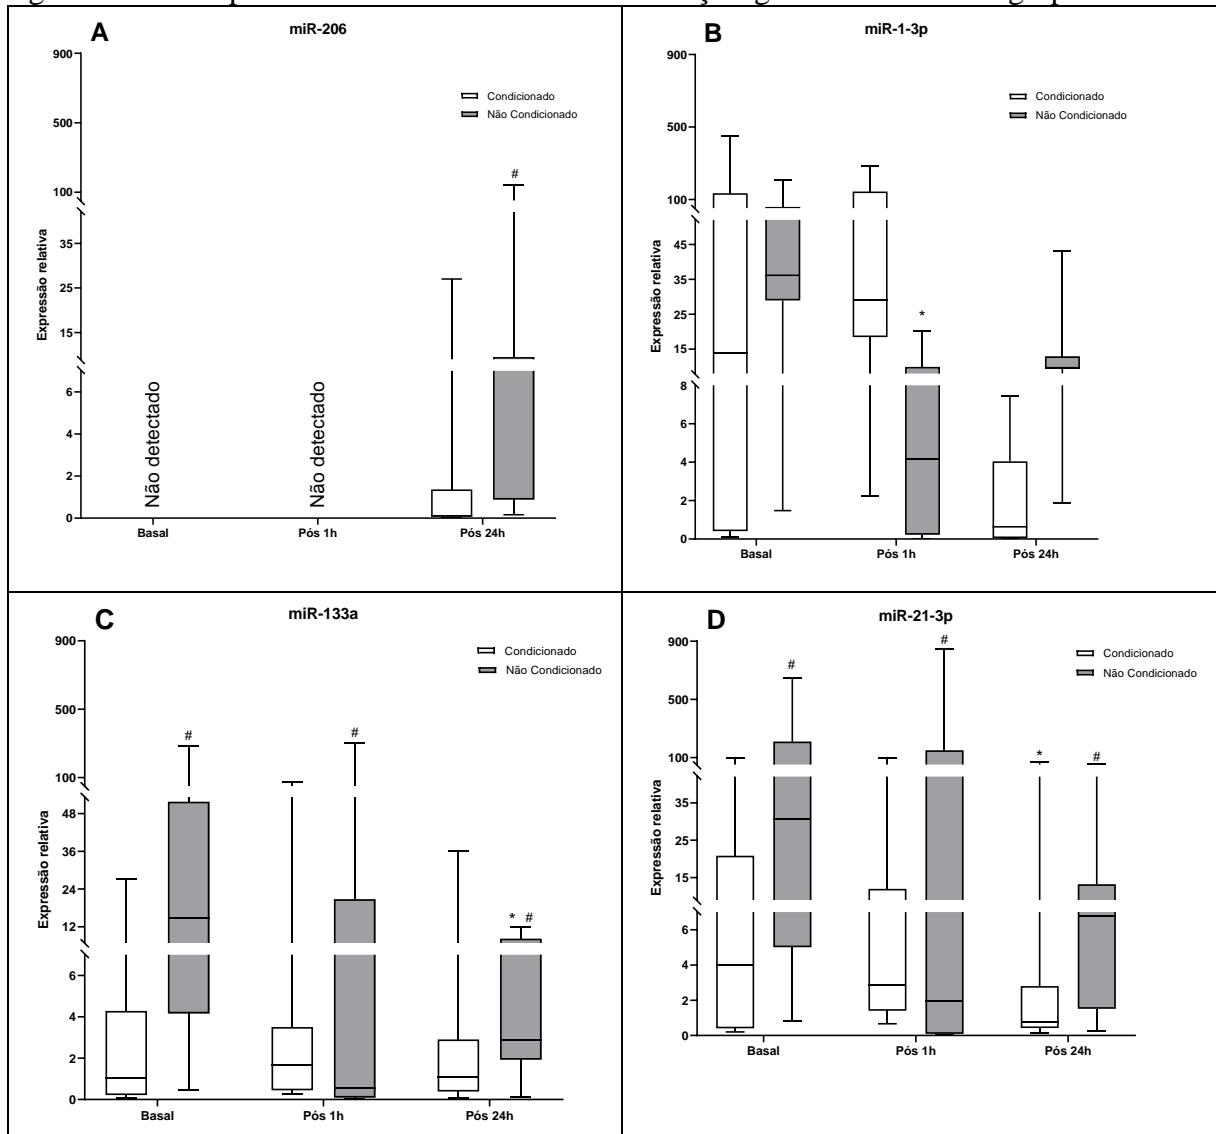 A
miR-206
900
500
100
35
25
15
6
4
2
0
Expressão relativa
Condicionado
Não Condicionado
#
Não detectado
Não detectado
Basal
Pós 1h
Pós 24h
B
miR-1-3p
900
500
100
45
35
25
15
8
6
4
2
0
Expressão relativa
Condicionado
Não Condicionado
*
Basal
Pós 1h
Pós 24h
C
miR-133a
900
500
100
48
36
24
12
6
4
2
0
Expressão relativa
Condicionado
Não Condicionado
#
#
* #
Basal
Pós 1h
Pós 24h
D
miR-21-3p
900
500
100
35
25
15
6
4
2
0
Expressão relativa
Condicionado
Não Condicionado
#
#
*
#
Basal
Pós 1h
Pós 24h